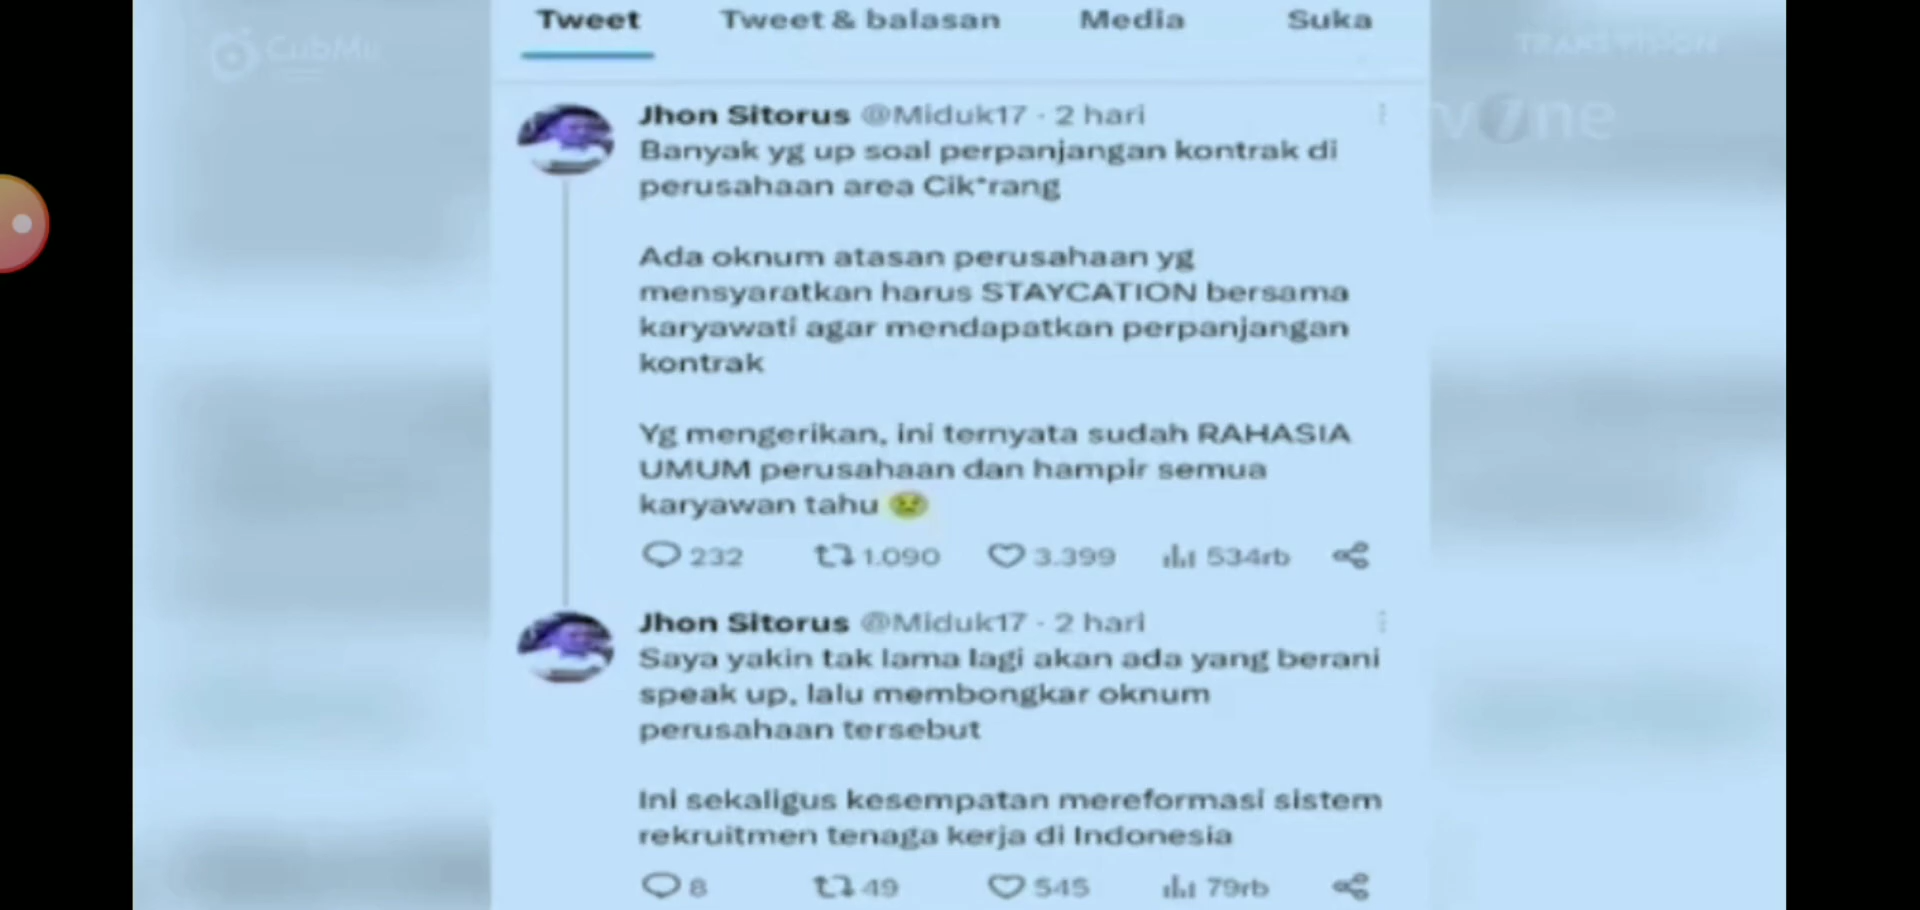 Tweet Tweet & balasan Media Suka
CubMu
TRANSVISION
tvOne
Jhon Sitorus @Miduk17 · 2 hari
Banyak yg up soal perpanjangan kontrak di
perusahaan area Cik*rang
Ada oknum atasan perusahaan yg
mensyaratkan harus STAYCATION bersama
karyawati agar mendapatkan perpanjangan
kontrak
Yg mengerikan, ini ternyata sudah RAHASIA
UMUM perusahaan dan hampir semua
karyawan tahu 😢
232 1.090 3.399 534rb
Jhon Sitorus @Miduk17 · 2 hari
Saya yakin tak lama lagi akan ada yang berani
speak up, lalu membongkar oknum
perusahaan tersebut
Ini sekaligus kesempatan mereformasi sistem
rekruitmen tenaga kerja di Indonesia
8 49 545 79rb